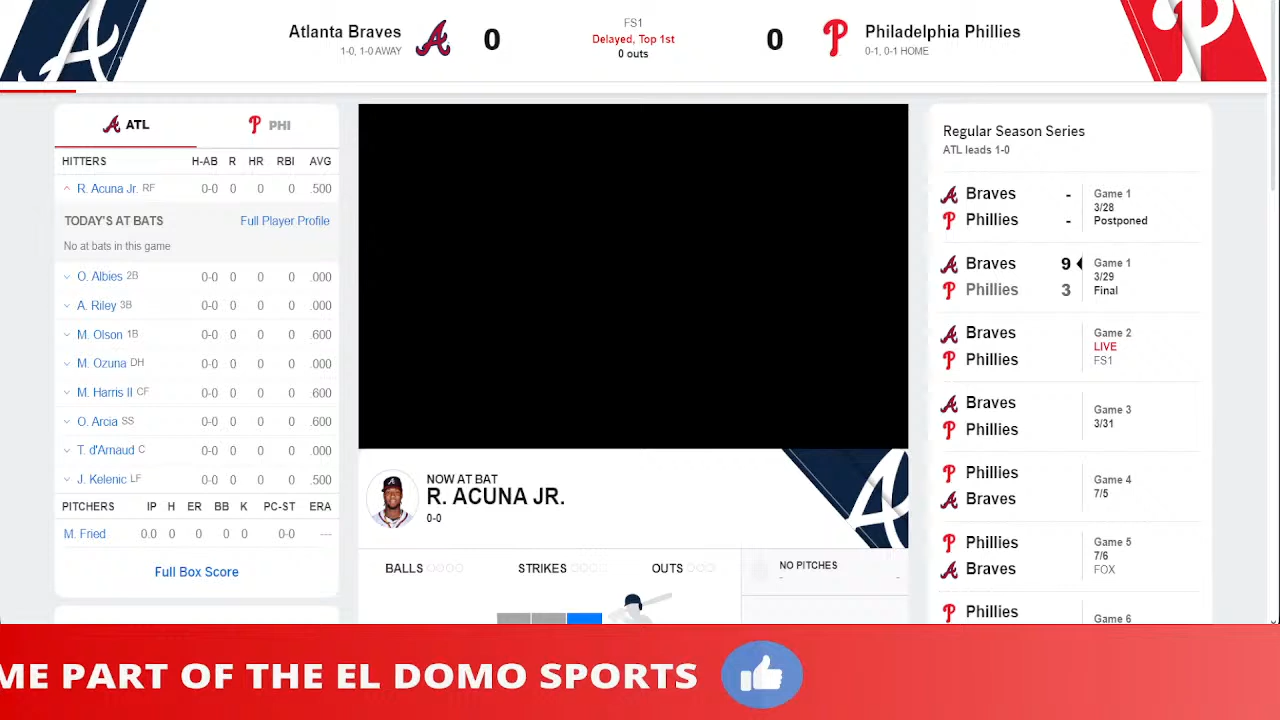 Atlanta Braves
1-0, 1-0 AWAY
0
FS1
Delayed, Top 1st
0 outs
0
Philadelphia Phillies
0-1, 0-1 HOME
ATL
PHI
HITTERS H-AB R HR RBI AVG
R. Acuna Jr. RF 0-0 0 0 0 .500
TODAY'S AT BATS Full Player Profile
No at bats in this game
O. Albies 2B 0-0 0 0 0 .000
A. Riley 3B 0-0 0 0 0 .000
M. Olson 1B 0-0 0 0 0 .600
M. Ozuna DH 0-0 0 0 0 .000
M. Harris II CF 0-0 0 0 0 .600
O. Arcia SS 0-0 0 0 0 .600
T. d'Arnaud C 0-0 0 0 0 .000
J. Kelenic LF 0-0 0 0 0 .500
PITCHERS IP H ER BB K PC-ST ERA
M. Fried 0.0 0 0 0 0 0-0 ---
Full Box Score
NOW AT BAT
R. ACUNA JR.
0-0
BALLS STRIKES OUTS
NO PITCHES
- -
Regular Season Series
ATL leads 1-0
Braves - Game 1
3/28
Phillies - Postponed
Braves 9 Game 1
3/29
Phillies 3 Final
Braves Game 2
LIVE
Phillies FS1
Braves Game 3
Phillies 3/31
Phillies Game 4
Braves 7/5
Phillies Game 5
7/6
Braves FOX
Phillies Game 6
ME PART OF THE EL DOMO SPORTS